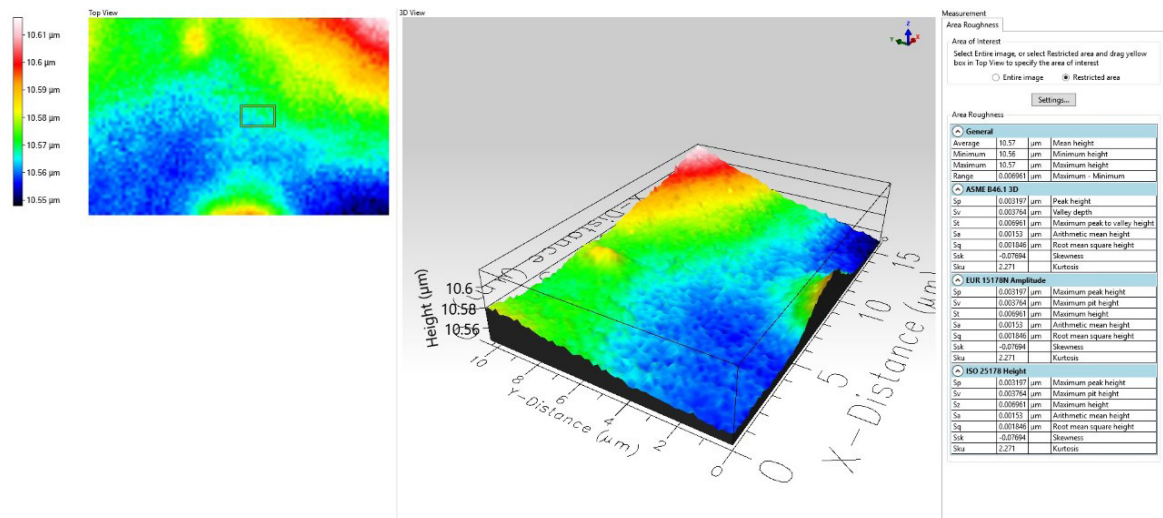 Top View
10.61 µm
10.6 µm
10.59 µm
10.58 µm
10.57 µm
10.56 µm
10.55 µm
3D View
Z
Y
X
Height (µm)
10.6
10.58
10.56
10
8
6
4
2
0
Y-Distance (µm)
0
5
10
15
X-Distance (µm)
X-Distance (µm)
Measurement
Area Roughness
Area of Interest
Select Entire image, or select Restricted area and drag yellow
box in Top View to specify the area of interest
Entire image
Restricted area
Settings...
Area Roughness
General
Average 10.57 µm Mean height
Minimum 10.56 µm Minimum height
Maximum 10.57 µm Maximum height
Range 0.006961 µm Maximum - Minimum
ASME B46.1 3D
Sp 0.003197 µm Peak height
Sv 0.003764 µm Valley depth
St 0.006961 µm Maximum peak to valley height
Sa 0.00153 µm Arithmetic mean height
Sq 0.001846 µm Root mean square height
Ssk -0.07694 Skewness
Sku 2.271 Kurtosis
EUR 15178N Amplitude
Sp 0.003197 µm Maximum peak height
Sv 0.003764 µm Maximum pit height
St 0.006961 µm Maximum height
Sa 0.00153 µm Arithmetic mean height
Sq 0.001846 µm Root mean square height
Ssk -0.07694 Skewness
Sku 2.271 Kurtosis
ISO 25178 Height
Sp 0.003197 µm Maximum peak height
Sv 0.003764 µm Maximum pit height
Sz 0.006961 µm Maximum height
Sa 0.00153 µm Arithmetic mean height
Sq 0.001846 µm Root mean square height
Ssk -0.07694 Skewness
Sku 2.271 Kurtosis